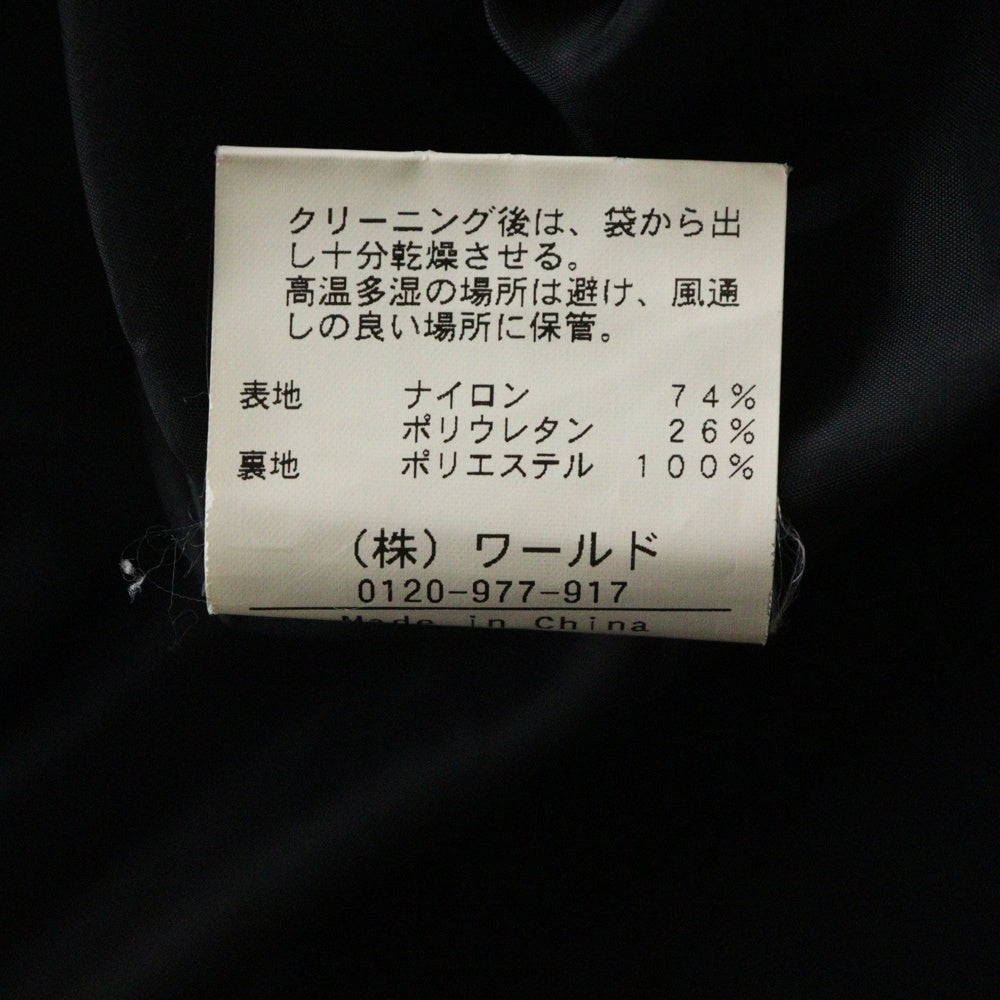 クリーニング後は、袋から出
し十分乾燥させる。
高温多湿の場所は避け、風通
しの良い場所に保管。
表地 ナイロン 74%
ポリウレタン 26%
裏地 ポリエステル 100%
(株) ワールド
0120-977-917
Made in China